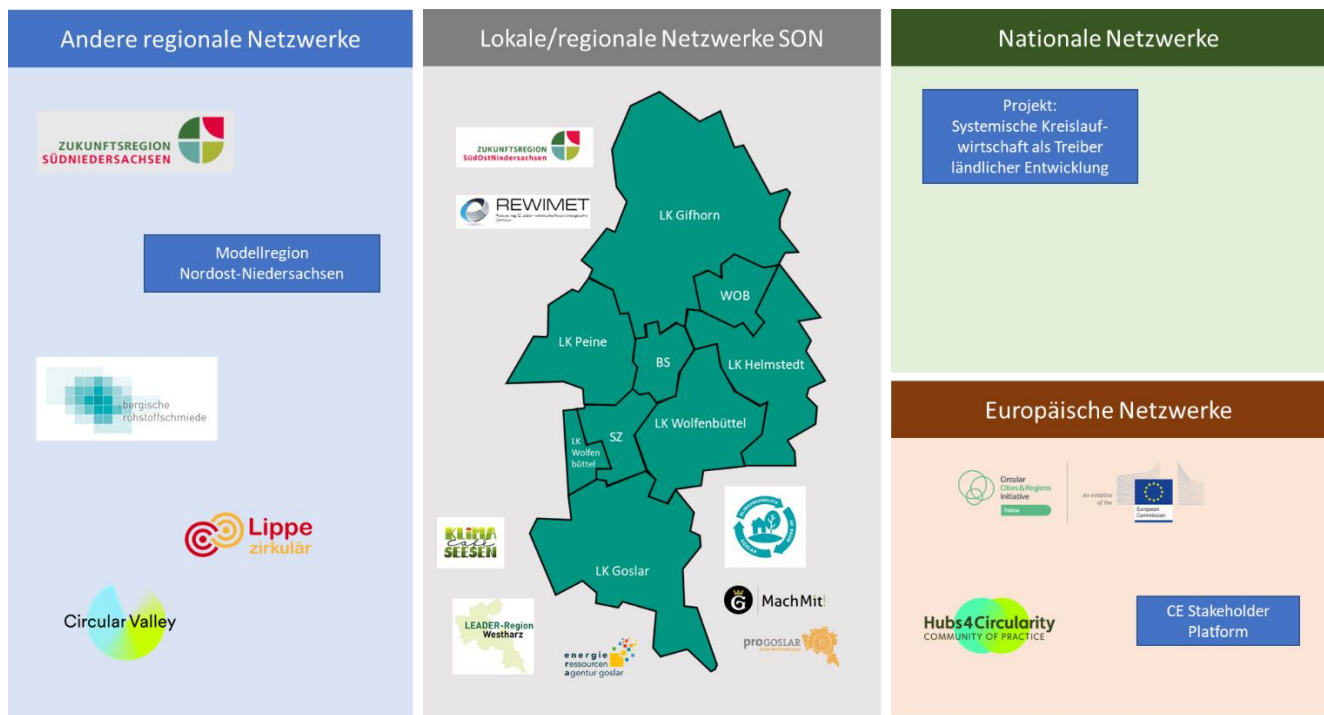 Andere regionale Netzwerke
ZUKUNFTSREGION
SÜDNIEDERSACHSEN
Modellregion
Nordost-Niedersachsen
bergische
rohstoffschmiede
Lippe
zirkulär
Circular Valley
Lokale/regionale Netzwerke SON
ZUKUNFTSREGION
SüdOstNiedersachsen
REWIMET
LK Gifhorn
WOB
LK Peine
BS
LK Helmstedt
SZ
LK Wolfenbüttel
LK
Wolfen
büttel
LK Goslar
KLiMA
Café
SEESEN
LEADER-Region
Westharz
energie
ressourcen
agentur goslar
G MachMit!
proGOSLAR
Nationale Netzwerke
Projekt:
Systemische Kreislauf-
wirtschaft als Treiber
ländlicher Entwicklung
Europäische Netzwerke
Circular
Cities&Regions
Initiative
Fellow
An initiative
of the
European
Commission
Hubs4Circularity
COMMUNITY OF PRACTICE
CE Stakeholder
Platform